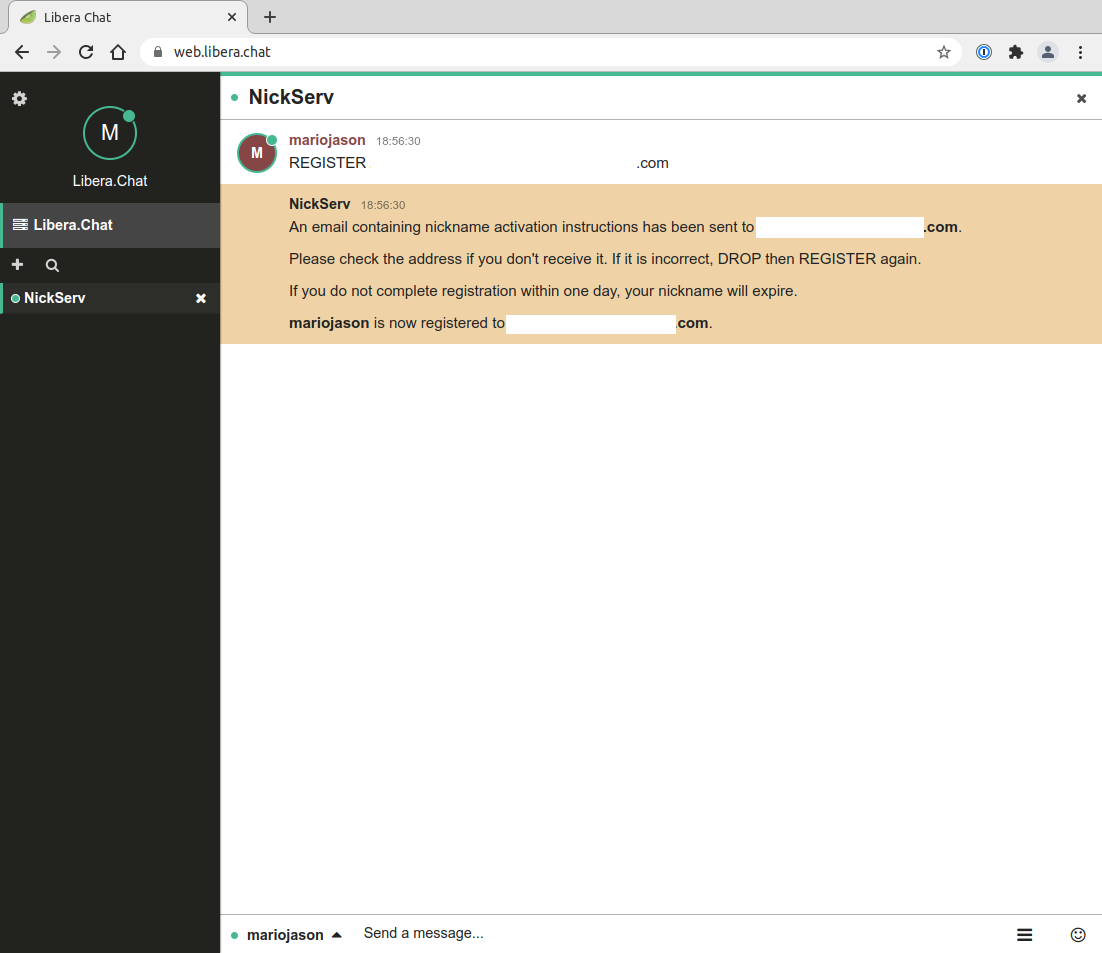 Libera Chat
web.libera.chat
M
Libera.Chat
Libera.Chat
NickServ
NickServ
M
mariojason 18:56:30
REGISTER .com
NickServ 18:56:30
An email containing nickname activation instructions has been sent to .com.
Please check the address if you don't receive it. If it is incorrect, DROP then REGISTER again.
If you do not complete registration within one day, your nickname will expire.
mariojason is now registered to .com.
mariojason Send a message...